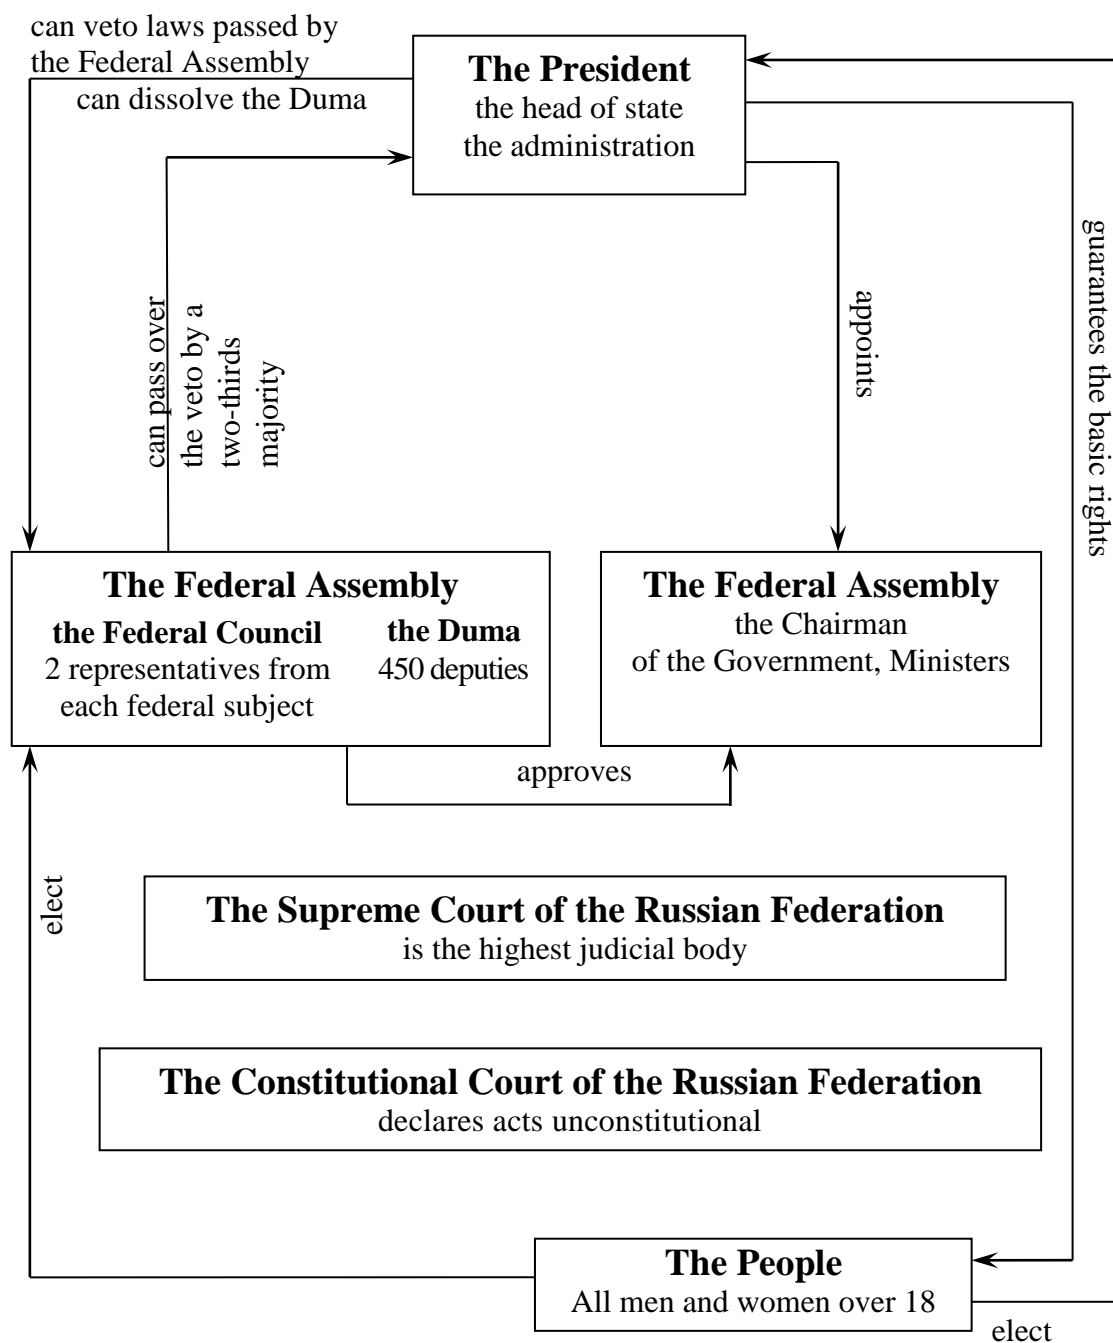 can veto laws passed by
the Federal Assembly
can dissolve the Duma
The President
the head of state
the administration
can pass over
the veto by a
two-thirds
majority
appoints
guarantees the basic rights
The Federal Assembly
the Federal Council
2 representatives from
each federal subject
the Duma
450 deputies
The Federal Assembly
the Chairman
of the Government, Ministers
approves
elect
The Supreme Court of the Russian Federation
is the highest judicial body
The Constitutional Court of the Russian Federation
declares acts unconstitutional
The People
All men and women over 18
elect